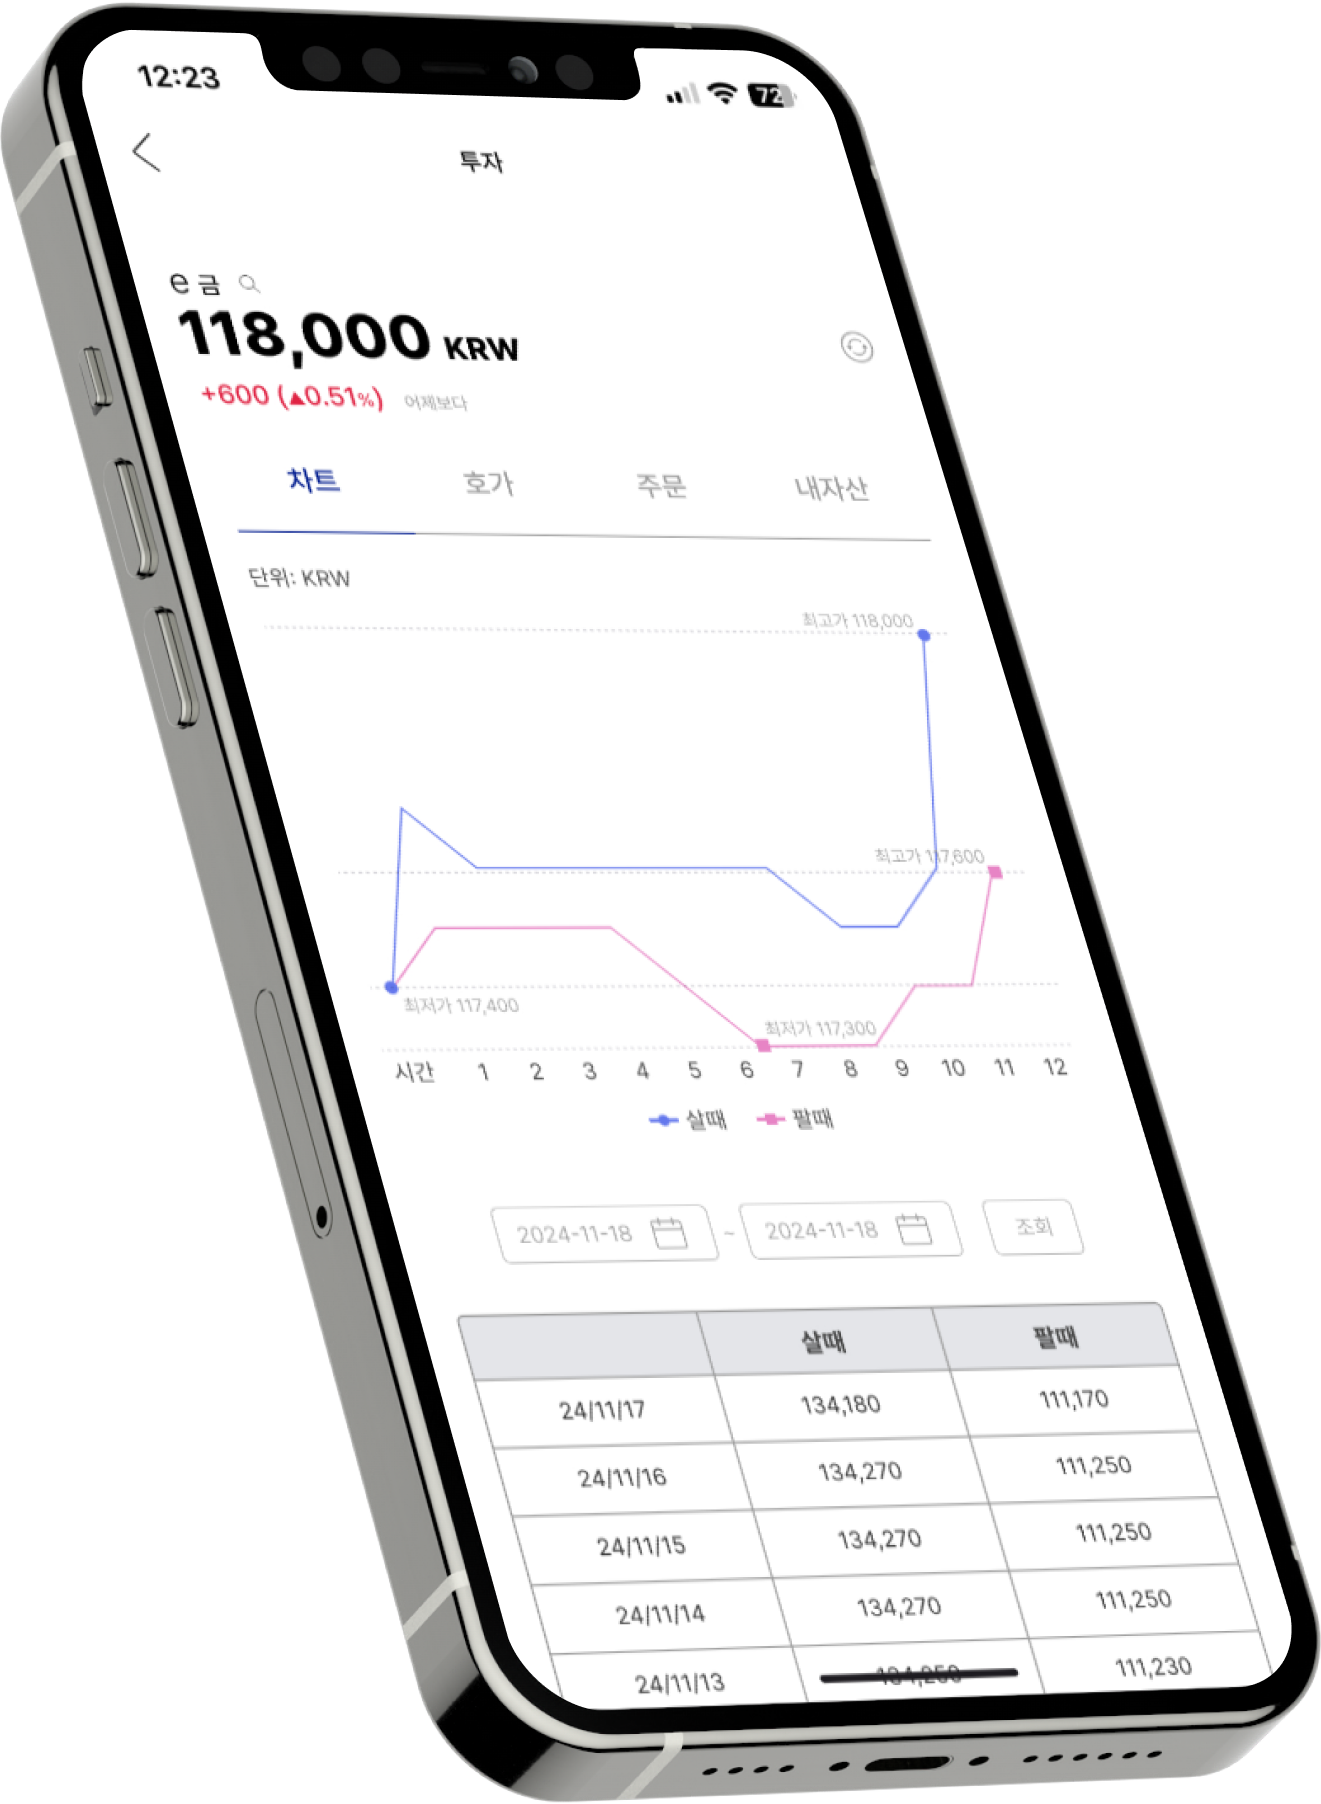 12:23 72
투자
e 금
118,000 KRW
+600 (▲0.51%) 어제보다
차트 호가 주문 내자산
단위: KRW
최고가 118,000
최고가 117,600
최저가 117,400
최저가 117,300
시간 1 2 3 4 5 6 7 8 9 10 11 12
살때 팔때
2024-11-18 ~ 2024-11-18 조회
살때 팔때
24/11/17 134,180 111,170
24/11/16 134,270 111,250
24/11/15 134,270 111,250
24/11/14 134,270 111,250
24/11/13 111,230